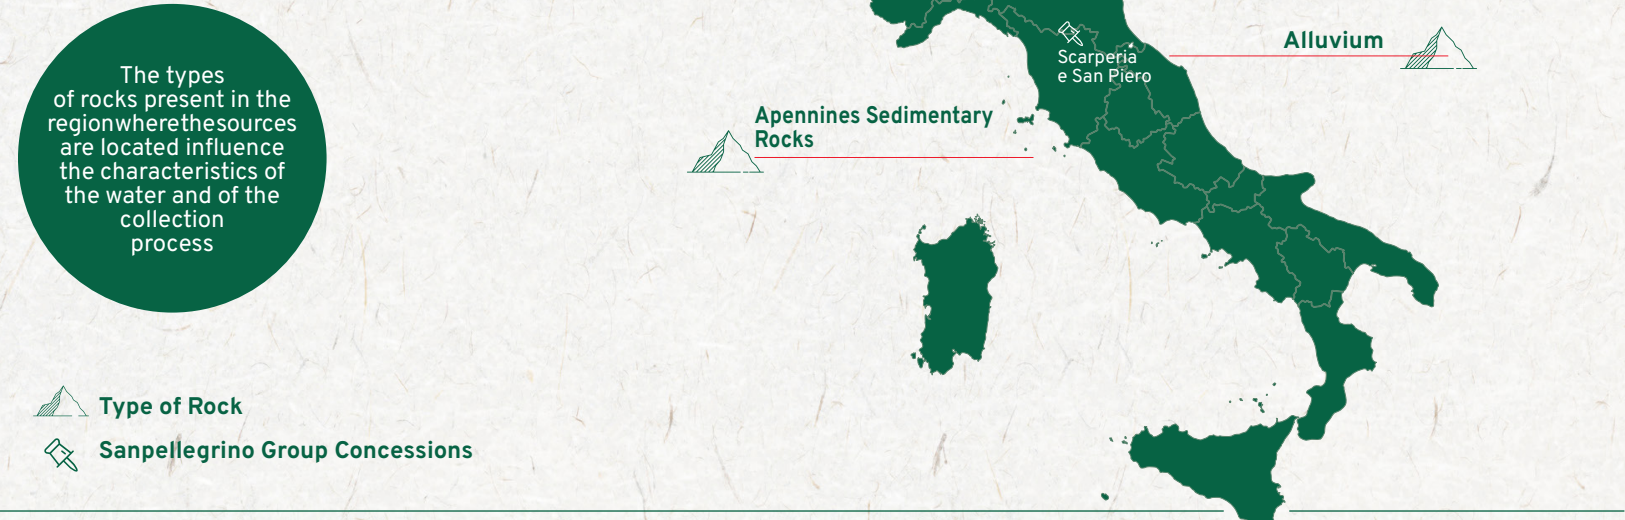 The types
of rocks present in the
regionwherethesources
are located influence
the characteristics of
the water and of the
collection
process
Scarperia
e San Piero
Alluvium
Apennines Sedimentary
Rocks
Type of Rock
Sanpellegrino Group Concessions